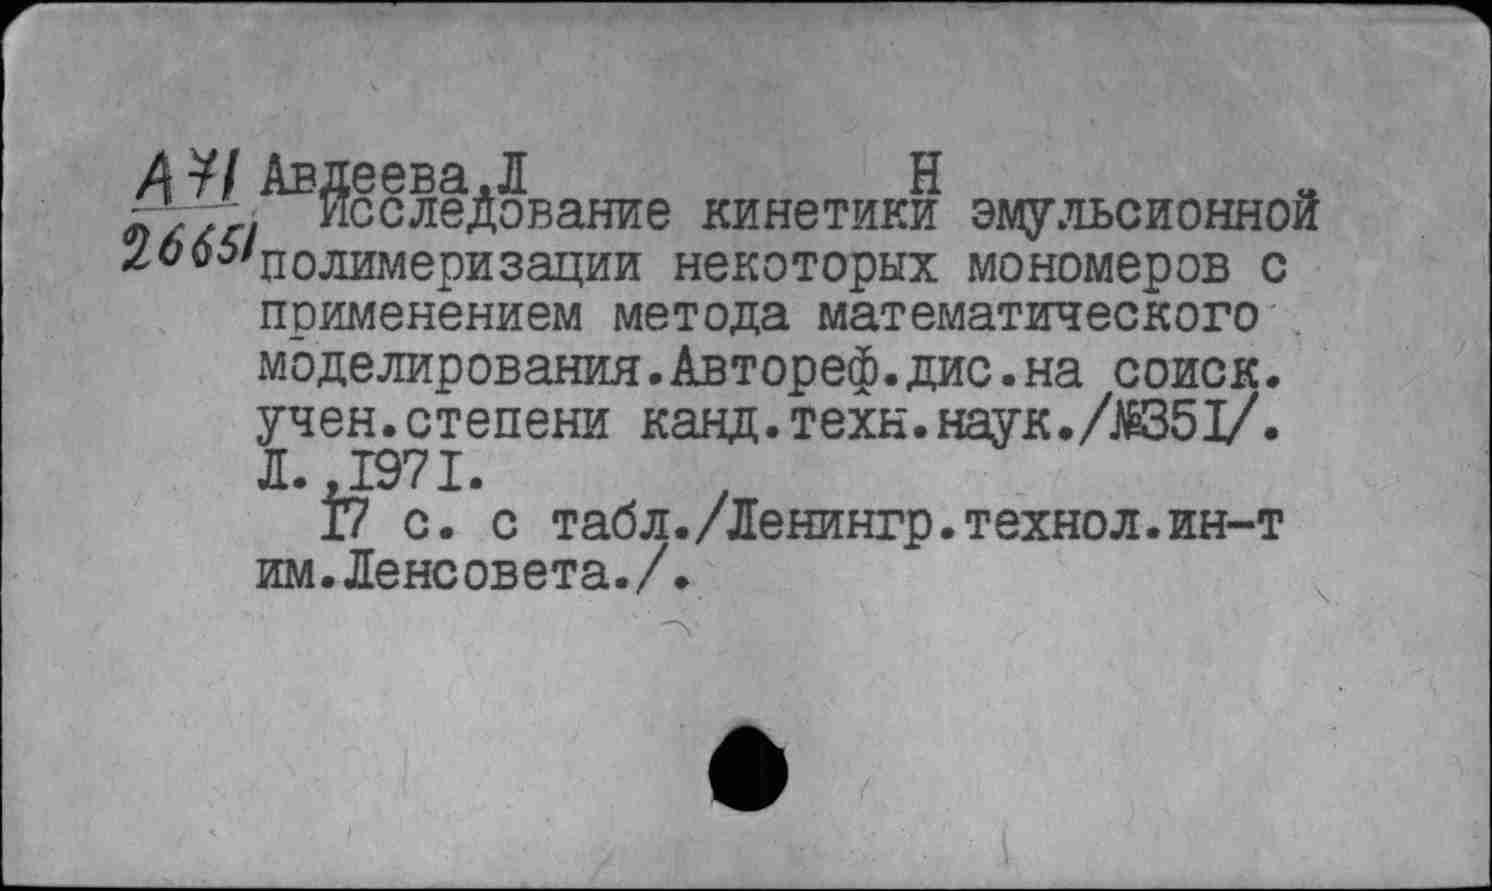 А71 Авдеева,Л Н
26651 Исследование кинетики эмульсионной
полимеризации некоторых мономеров с
применением метода математического
моделирования.Автореф.дис.на соиск.
учен.степени канд.техн.наук./№351/.
Л.,1971.
17 с. с табл./Ленингр.технол.ин-т
им.Ленсовета./.